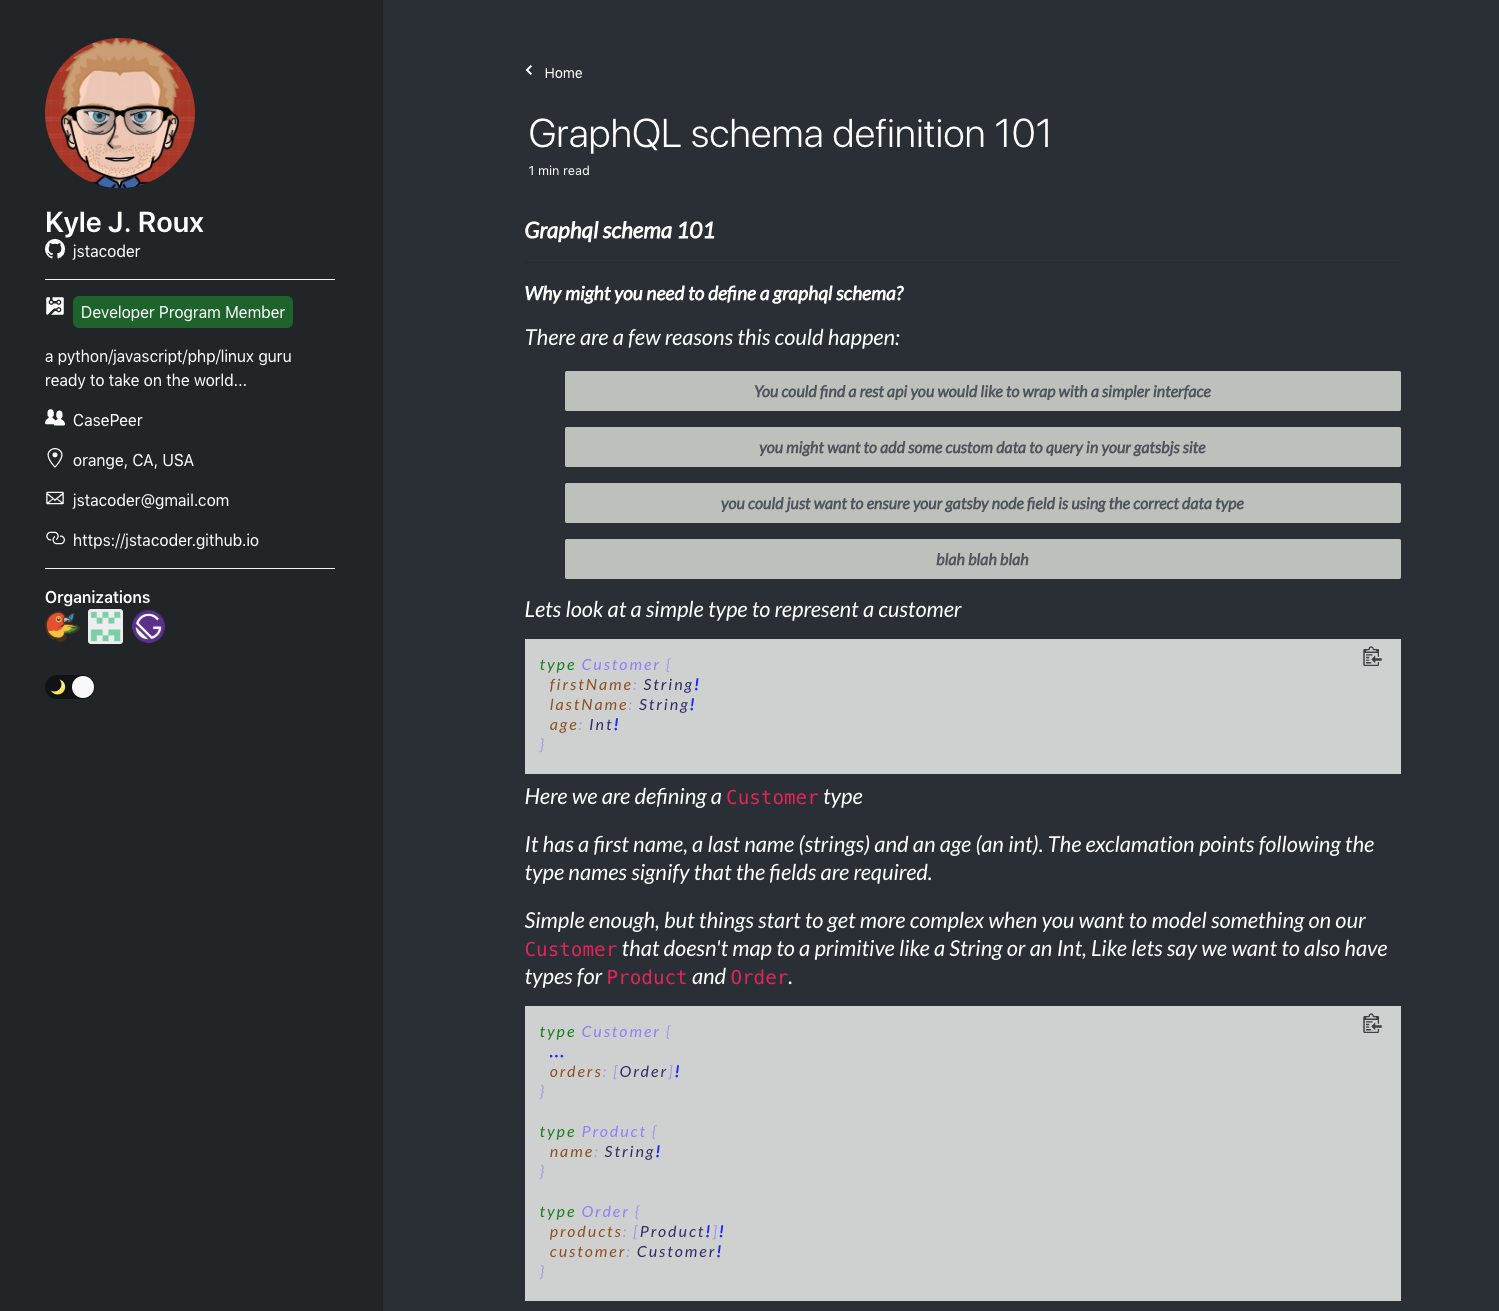 Kyle J. Roux
jstacoder
Developer Program Member
a python/javascript/php/linux guru
ready to take on the world...
CasePeer
orange, CA, USA
jstacoder@gmail.com
https://jstacoder.github.io
Organizations
Home
GraphQL schema definition 101
1 min read
Graphql schema 101
Why might you need to define a graphql schema?
There are a few reasons this could happen:
You could find a rest api you would like to wrap with a simpler interface
you might want to add some custom data to query in your gatsbjs site
you could just want to ensure your gatsby node field is using the correct data type
blah blah blah
Lets look at a simple type to represent a customer
type Customer {
  firstName: String!
  lastName: String!
  age: Int!
}
Here we are defining a Customer type
It has a first name, a last name (strings) and an age (an int). The exclamation points following the
type names signify that the fields are required.
Simple enough, but things start to get more complex when you want to model something on our
Customer that doesn't map to a primitive like a String or an Int, Like lets say we want to also have
types for Product and Order.
type Customer {
  ...
  orders: [Order]!
}
type Product {
  name: String!
}
type Order {
  products: [Product!]!
  customer: Customer!
}